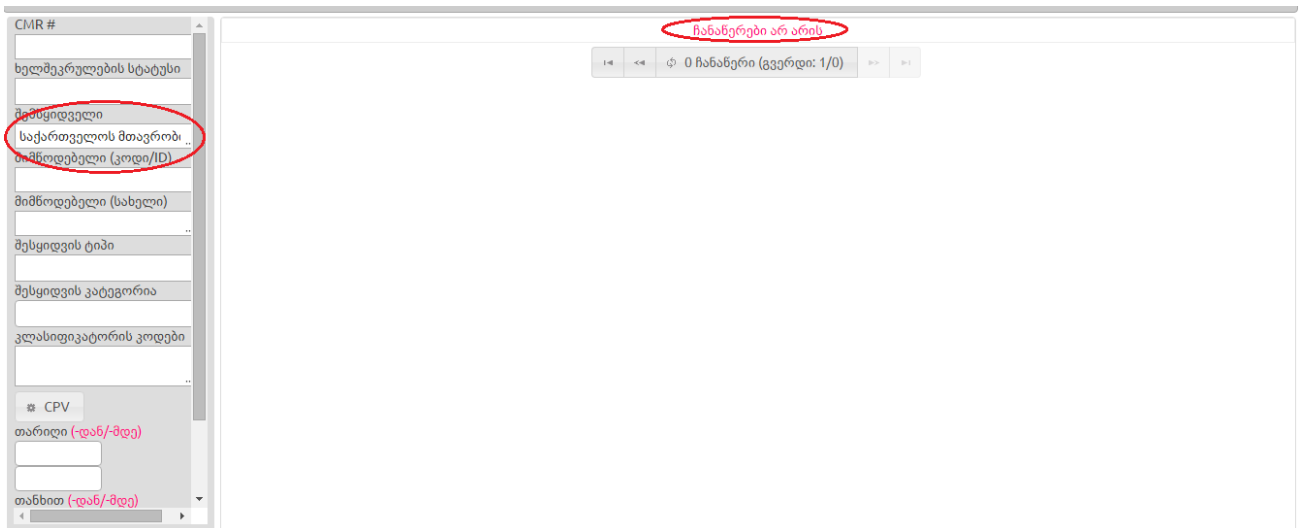 CMR #
ხელშეკრულების სტატუსი
შემსყიდველი
საქართველოს მთავრობი
მიმწოდებელი (კოდი/ID)
მიმწოდებელი (სახელი)
შესყიდვის ტიპი
შესყიდვის კატეგორია
კლასიფიკატორის კოდები
CPV
თარიღი (-დან/-მდე)
თანხით (-დან/-მდე)
ჩანაწერები არ არის
0 ჩანაწერი (გვერდი: 1/0)